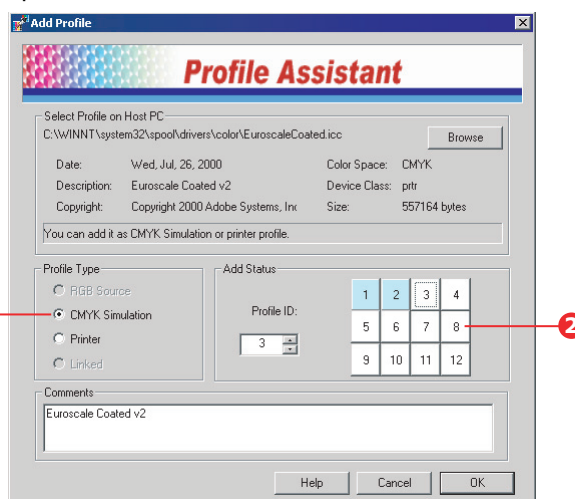 Add Profile
Profile Assistant
Select Profile on Host PC
C:\WINNT\system32\spool\drivers\color\EuroscaleCoated.icc
Browse
Date: Wed, Jul, 26, 2000 Color Space: CMYK
Description: Euroscale Coated v2 Device Class: prtr
Copyright: Copyright 2000 Adobe Systems, Inc Size: 557164 bytes
You can add it as CMYK Simulation or printer profile.
Profile Type
RGB Source
CMYK Simulation
Printer
Linked
Add Status
Profile ID:
3
1 2 3 4
5 6 7 8
9 10 11 12
2
Comments
Euroscale Coated v2
Help Cancel OK